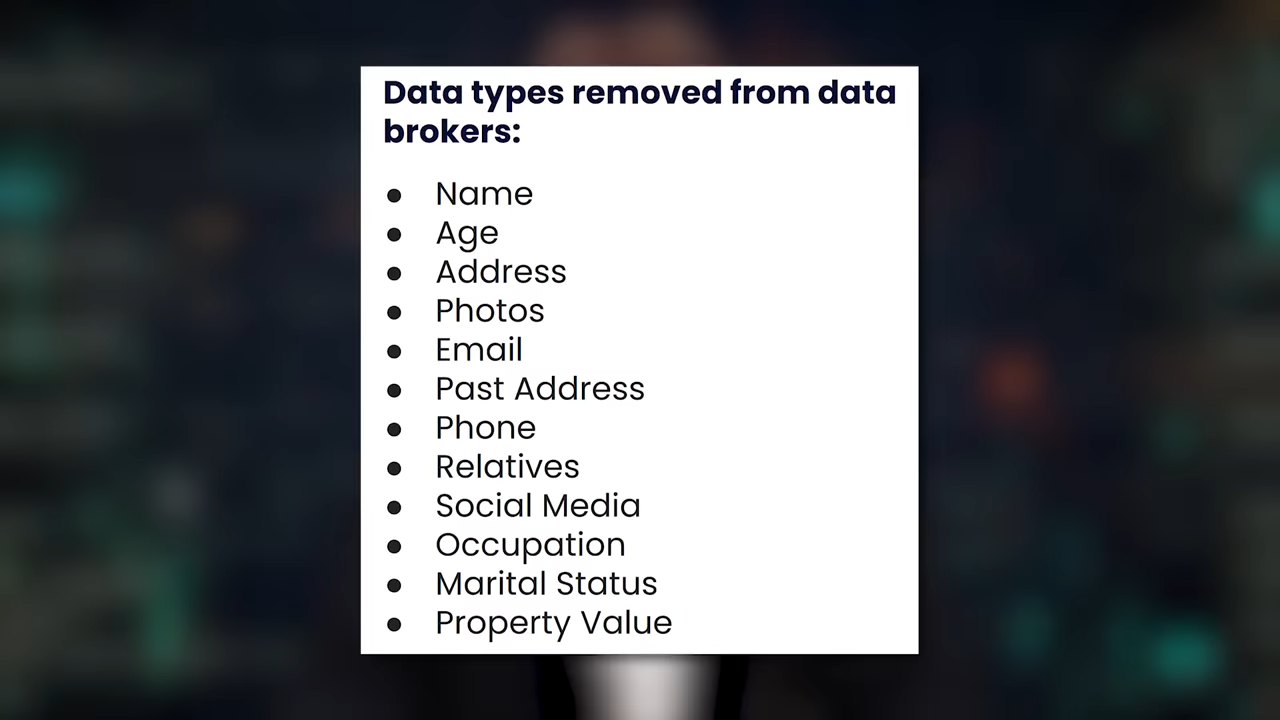 Data types removed from data
brokers:
● Name
● Age
● Address
● Photos
● Email
● Past Address
● Phone
● Relatives
● Social Media
● Occupation
● Marital Status
● Property Value